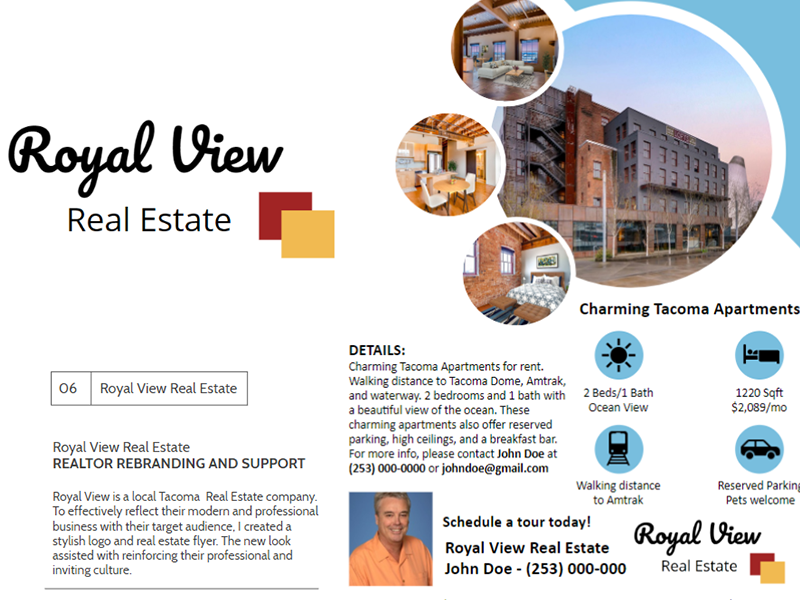 Royal View
Real Estate
06
Royal View Real Estate
Royal View Real Estate
REALTOR REBRANDING AND SUPPORT
Royal View is a local Tacoma Real Estate company.
To effectively reflect their modern and professional
business with their target audience, I created a
stylish logo and real estate flyer. The new look
assisted with reinforcing their professional and
inviting culture.
Charming Tacoma Apartments
DETAILS:
Charming Tacoma Apartments for rent.
Walking distance to Tacoma Dome, Amtrak,
and waterway. 2 bedrooms and 1 bath with
a beautiful view of the ocean. These
charming apartments also offer reserved
parking, high ceilings, and a breakfast bar.
For more info, please contact John Doe at
(253) 000-0000 or johndoe@gmail.com
2 Beds/1 Bath
Ocean View
1220 Sqft
$2,089/mo
Walking distance
to Amtrak
Reserved Parking
Pets welcome
Schedule a tour today!
Royal View Real Estate
John Doe - (253) 000-000
Royal View
Real Estate